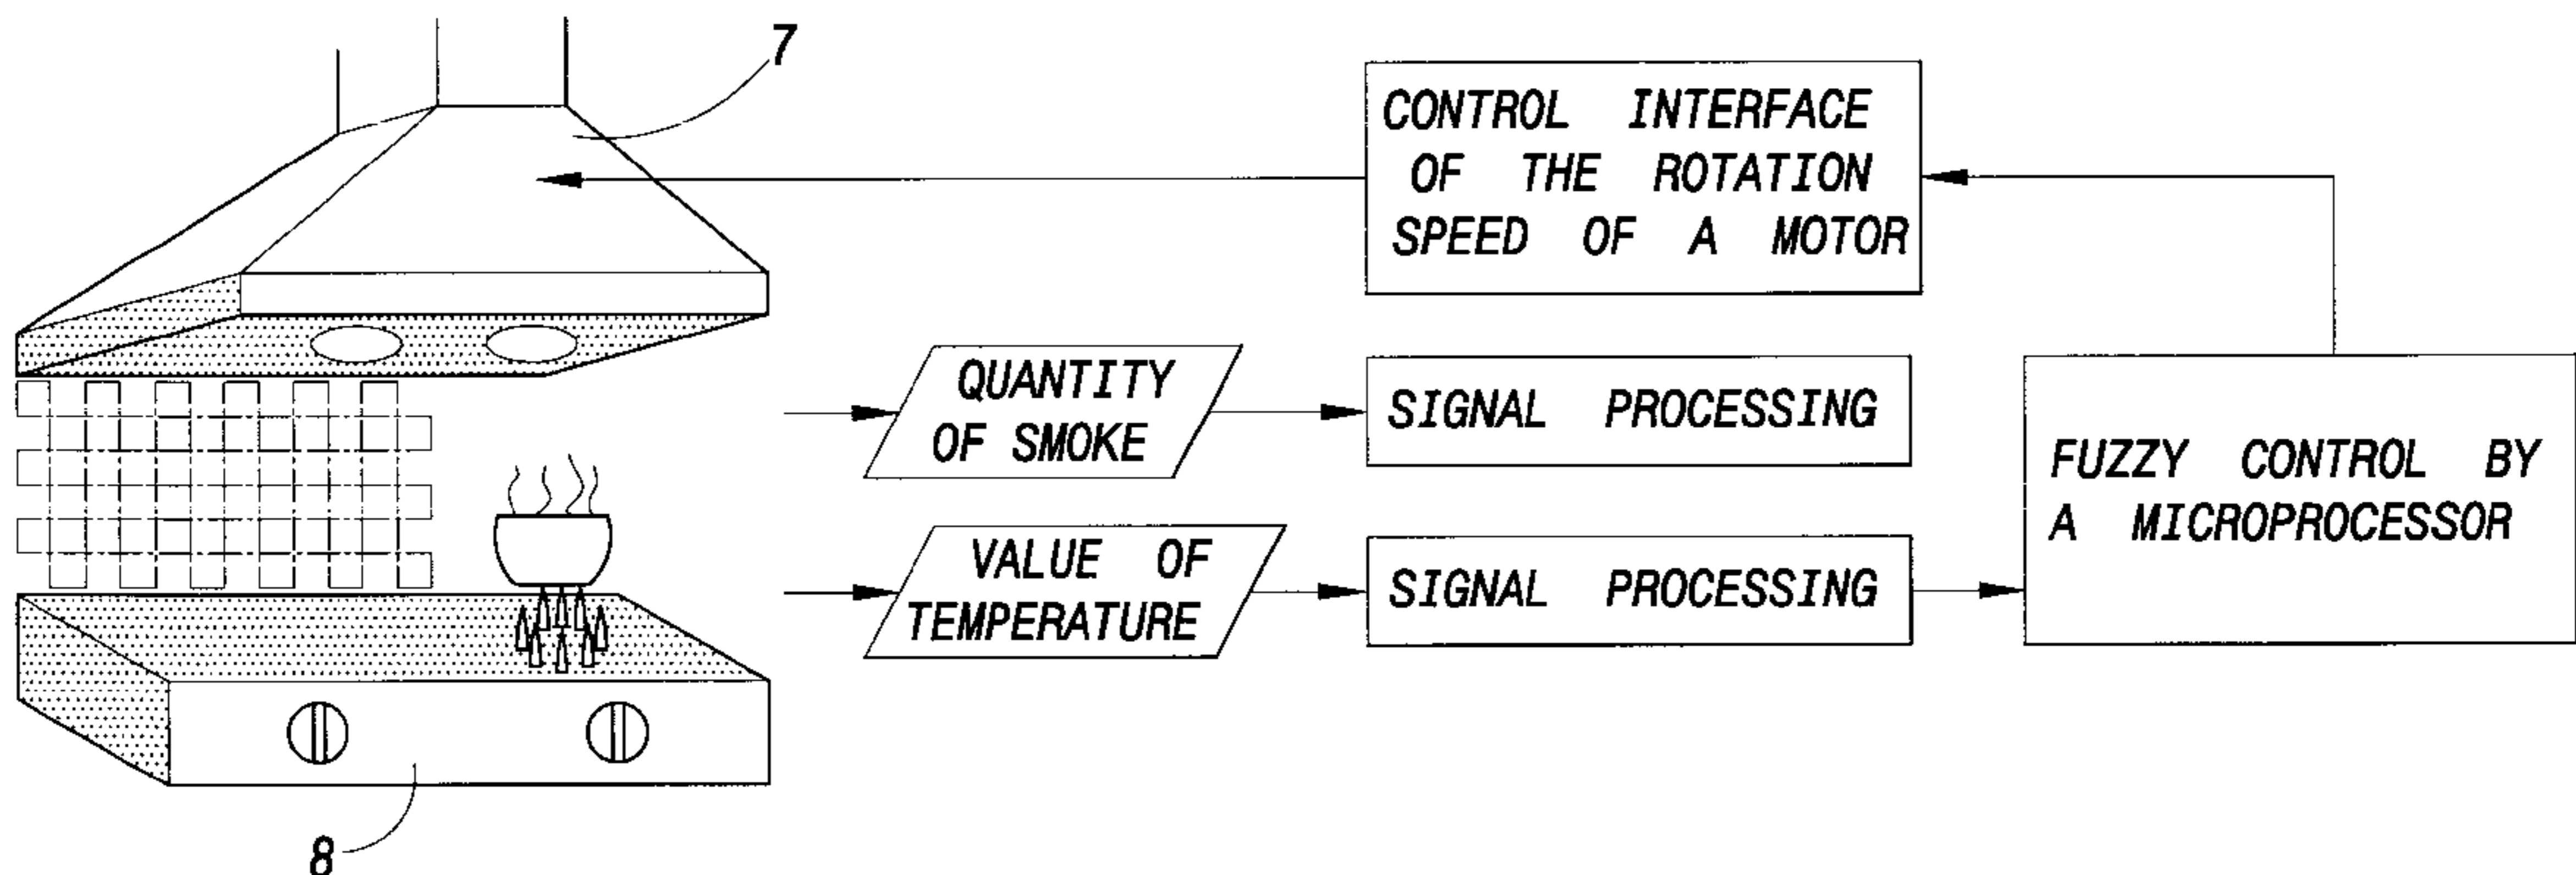 7
CONTROL INTERFACE
OF THE ROTATION
SPEED OF A MOTOR
QUANTITY
OF SMOKE
SIGNAL PROCESSING
VALUE OF
TEMPERATURE
SIGNAL PROCESSING
FUZZY CONTROL BY
A MICROPROCESSOR
8